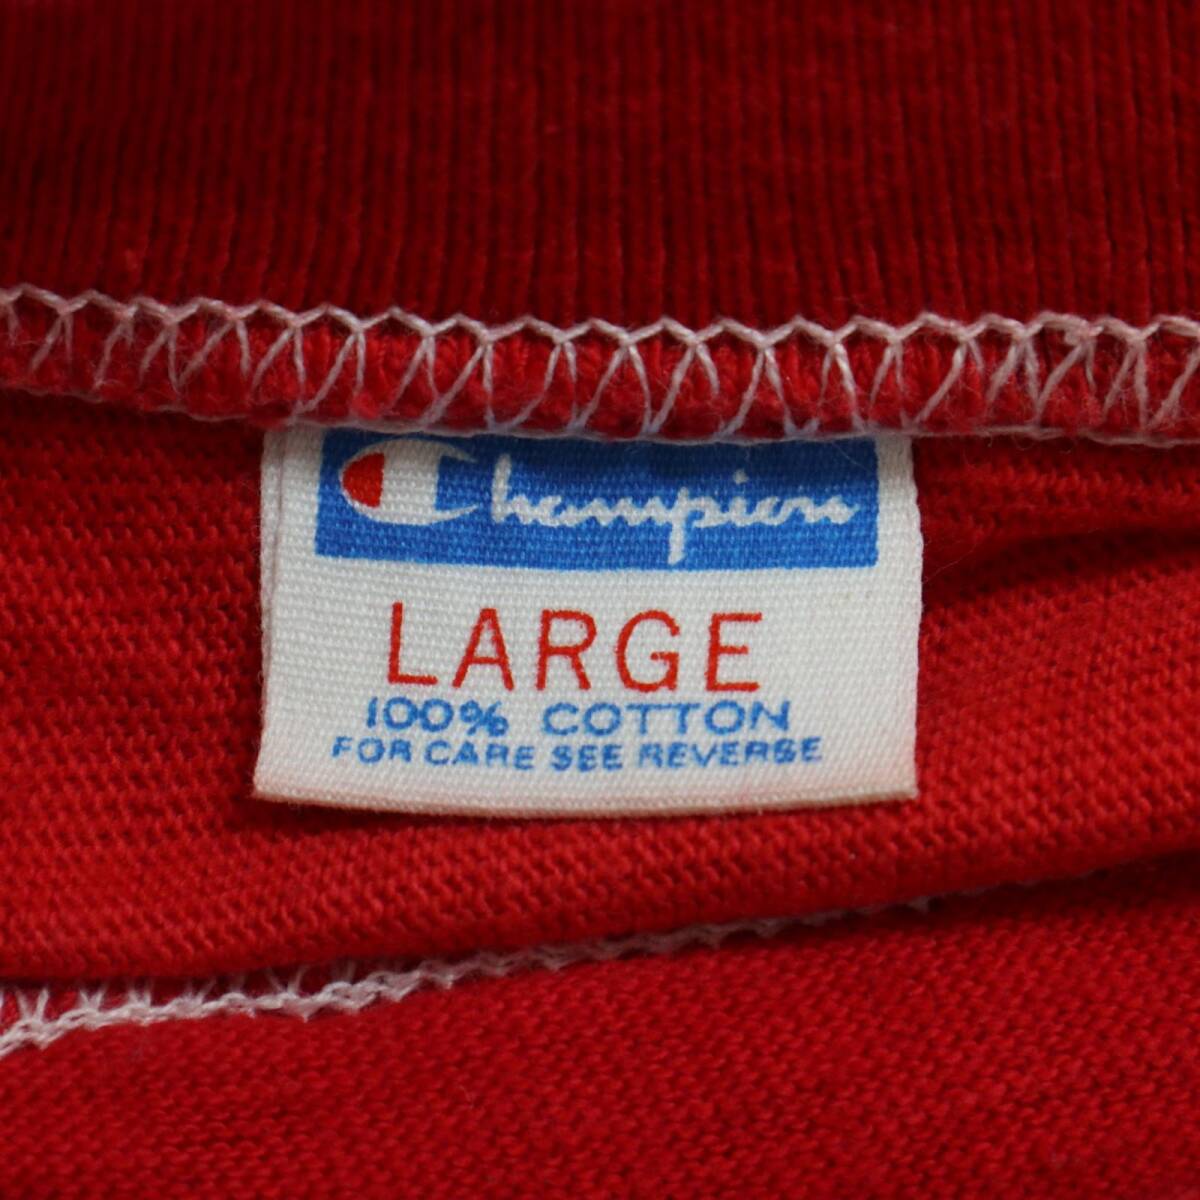 Champion
LARGE
100% COTTON
FOR CARE SEE REVERSE